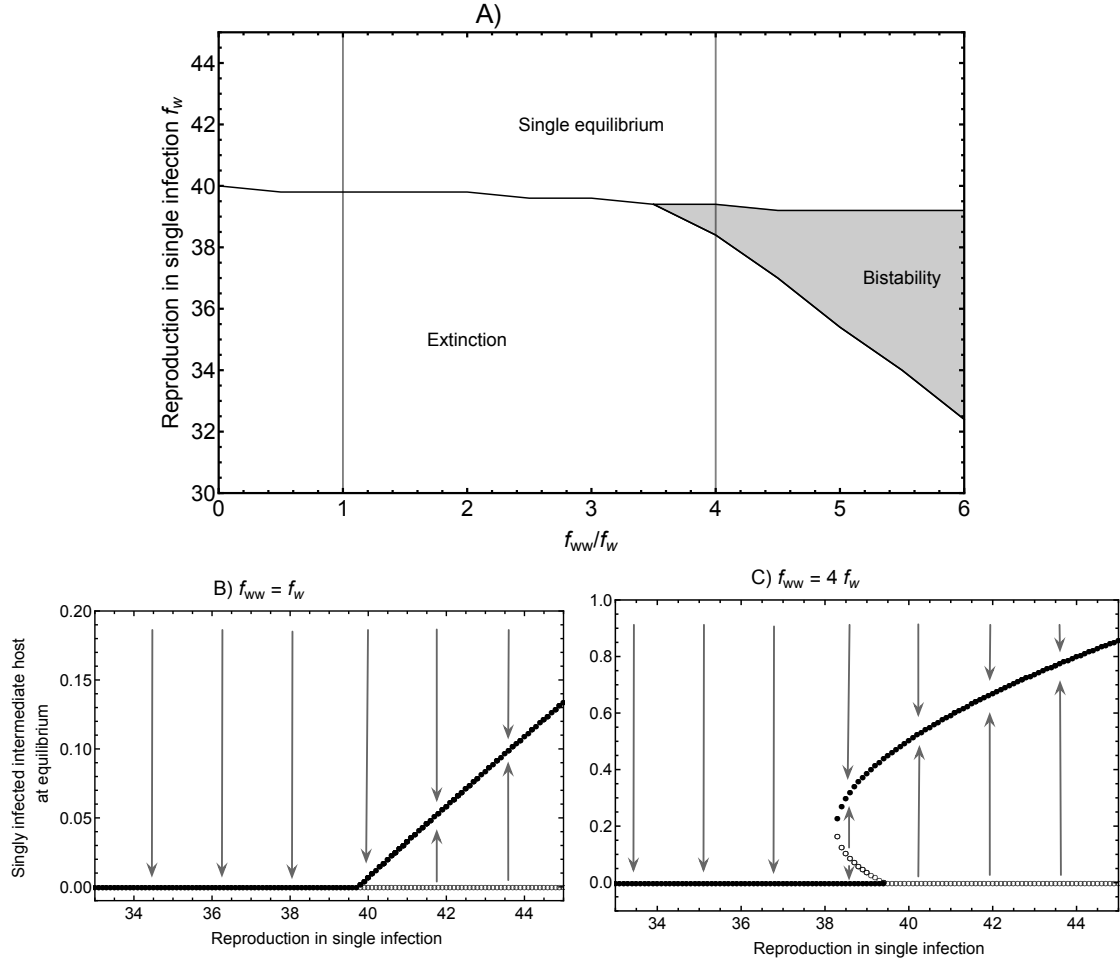 A)
Reproduction in single infection f_w
44
42
40
38
36
34
32
30
Single equilibrium
Extinction
Bistability
0 1 2 3 4 5 6
f_ww/f_w
B) f_ww = f_w
Singly infected intermediate host
at equilibrium
0.20
0.15
0.10
0.05
0.00
34 36 38 40 42 44
Reproduction in single infection
C) f_ww = 4 f_w
1.0
0.8
0.6
0.4
0.2
0.0
33 34 36 38 40 42 44
Reproduction in single infection